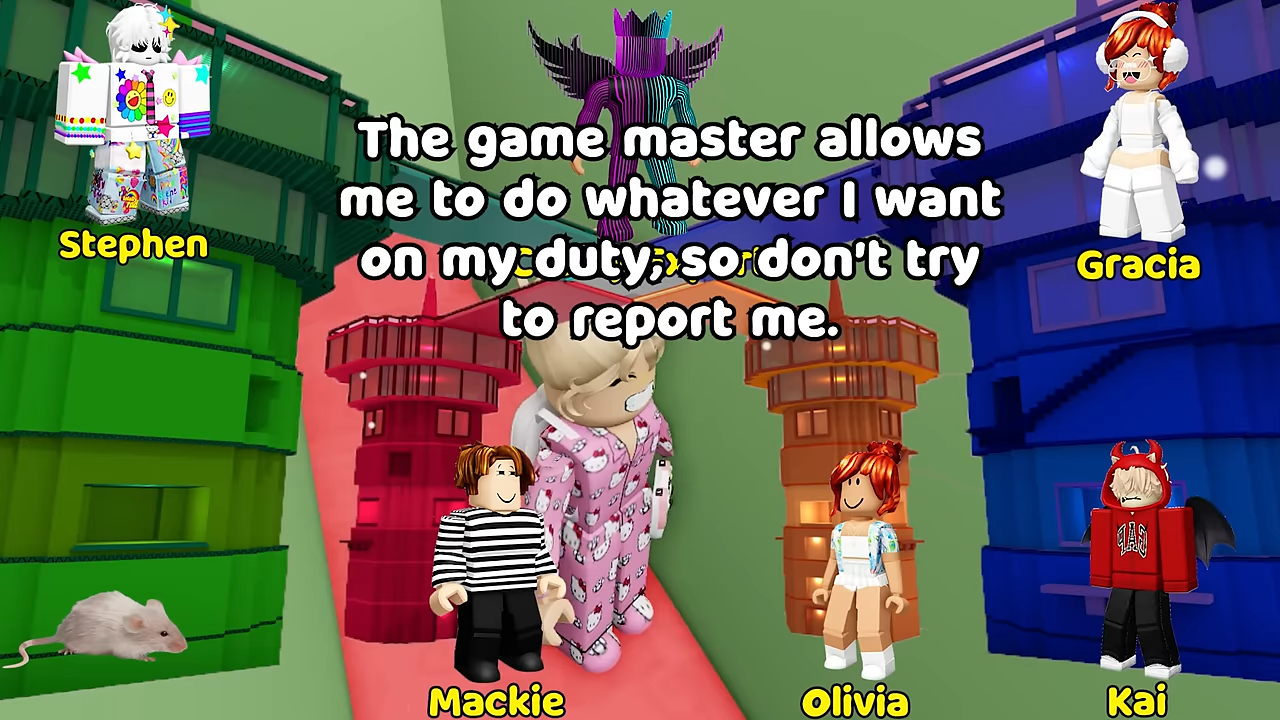 The game master allows
me to do whatever I want
on my duty, so don't try
to report me.
Stephen
Gracia
GAP
Mackie
Olivia
Kai